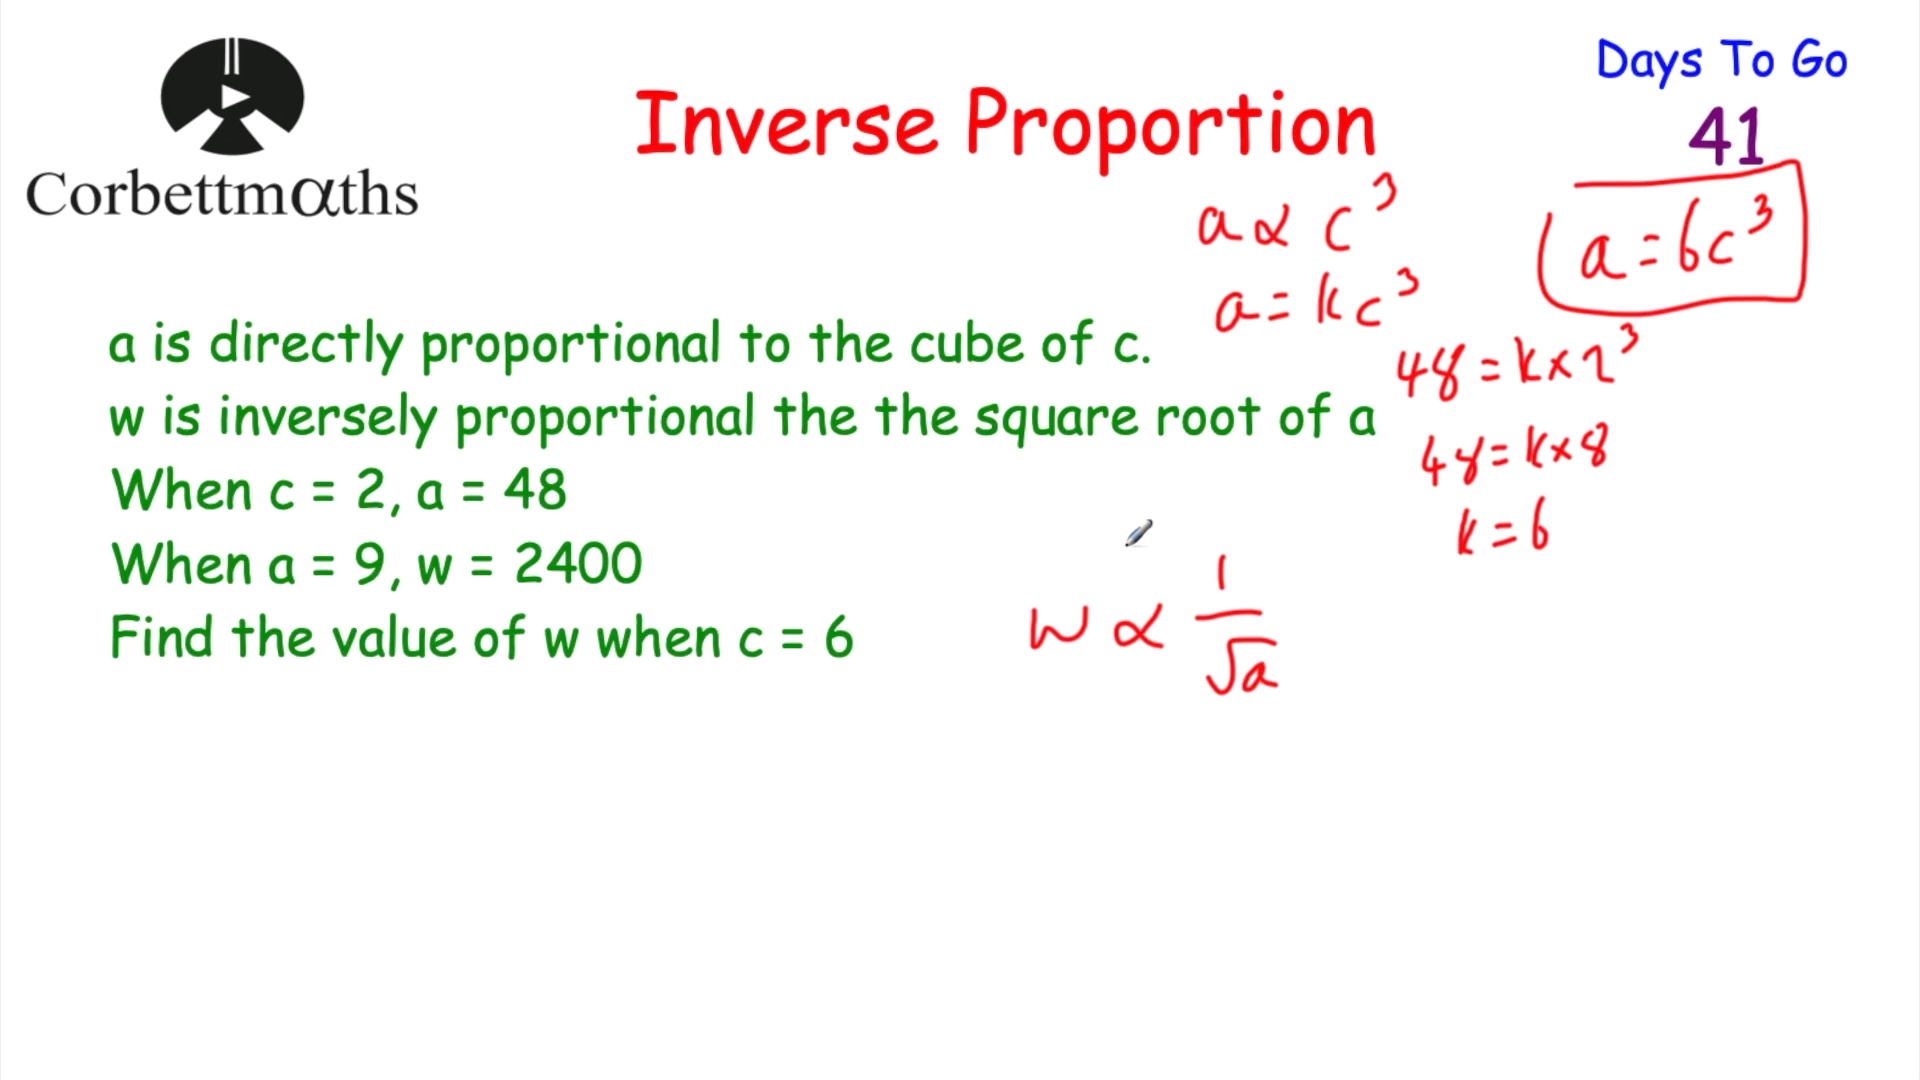 Days To Go
41
Inverse Proportion
Corbettmαths
a ∝ c³
a = kc³
a = 6c³
a is directly proportional to the cube of c.
48 = k × 2³
w is inversely proportional the the square root of a
48 = k × 8
When c = 2, a = 48
k = 6
When a = 9, w = 2400
Find the value of w when c = 6
w ∝ 1/√a